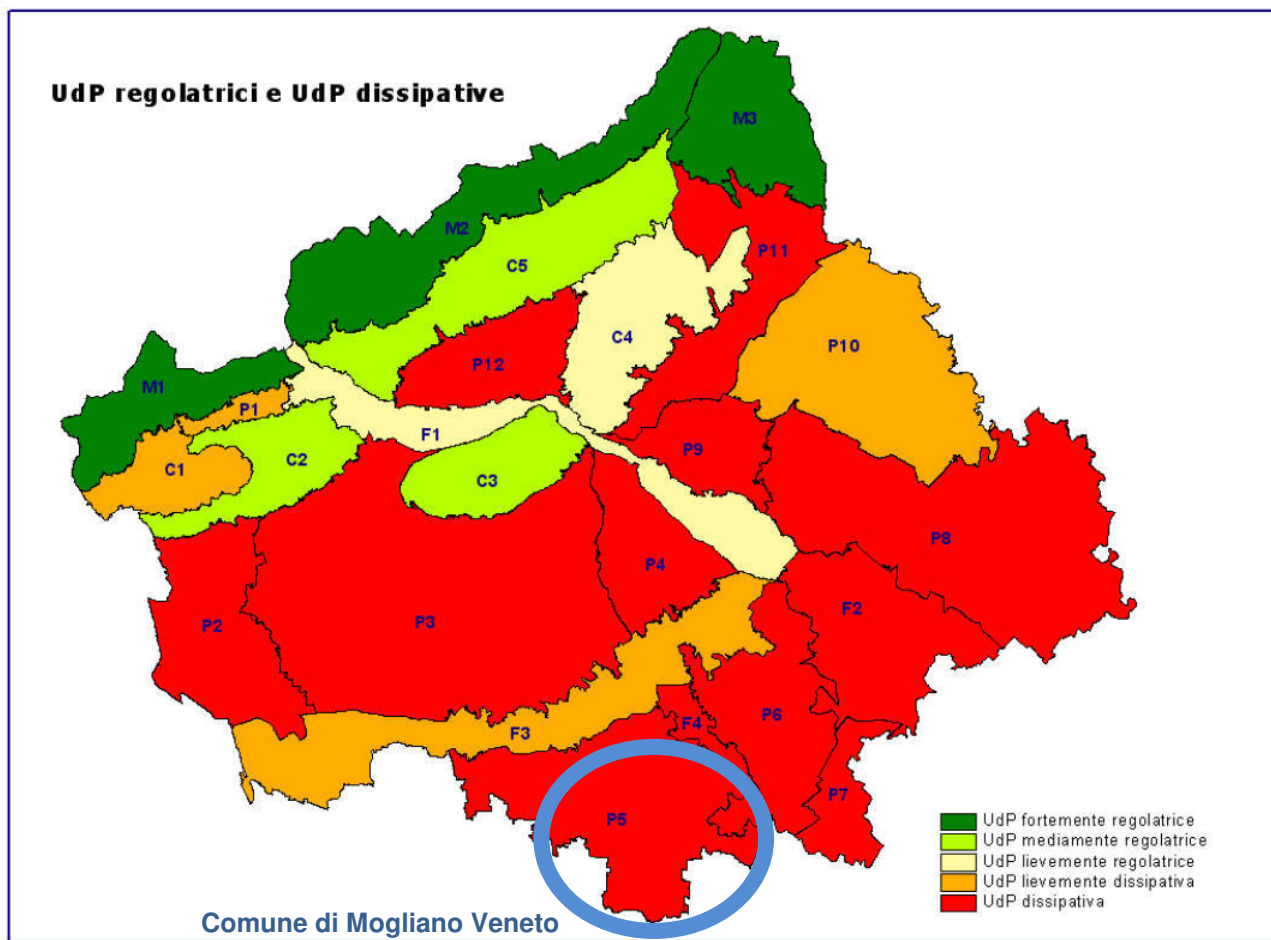 UdP regolatrici e UdP dissipative
M3
M2
P11
C5
C4
P10
P12
M1
P1
F1
P9
C1
C2
C3
P8
P4
F2
P2
P3
P6
F4
F3
P7
P5
UdP fortemente regolatrice
UdP mediamente regolatrice
UdP lievemente regolatrice
UdP lievemente dissipativa
UdP dissipativa
Comune di Mogliano Veneto